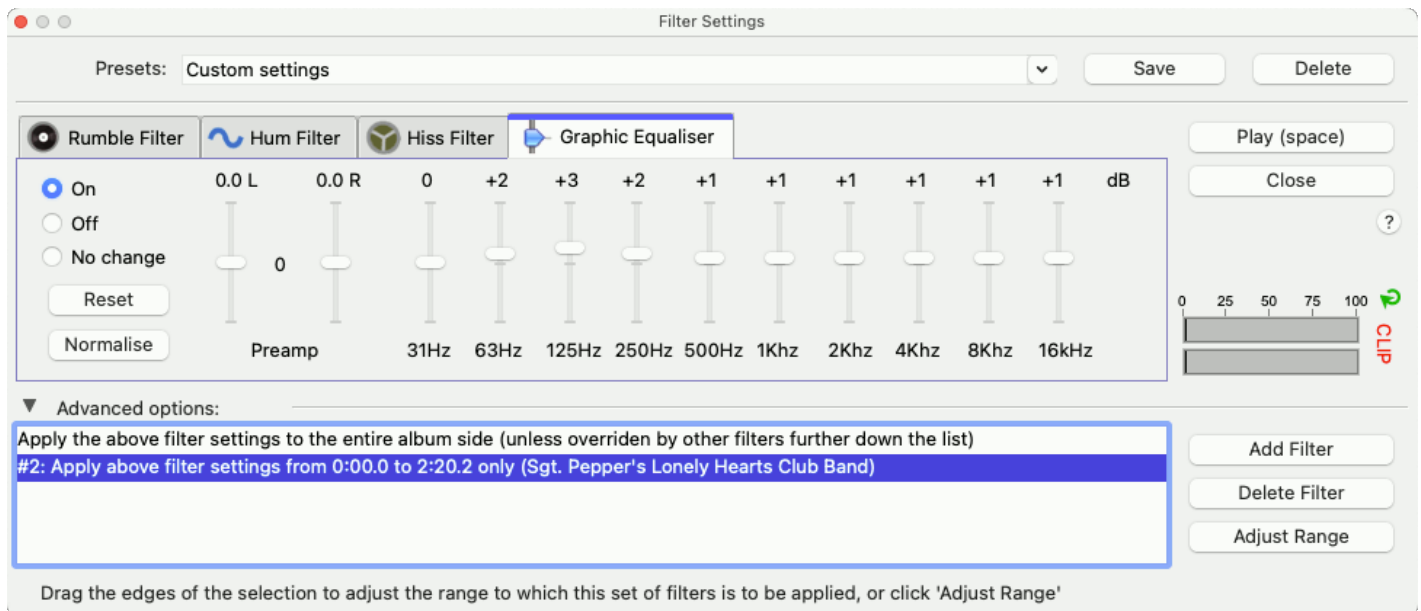 Filter Settings
Presets: Custom settings Save Delete
Rumble Filter Hum Filter Hiss Filter Graphic Equaliser Play (space)
On 0.0 L 0.0 R 0 +2 +3 +2 +1 +1 +1 +1 +1 +1 dB Close
Off ?
No change 0
Reset 0 25 50 75 100
Normalise Preamp 31Hz 63Hz 125Hz 250Hz 500Hz 1Khz 2Khz 4Khz 8Khz 16kHz CLIP
Advanced options:
Apply the above filter settings to the entire album side (unless overriden by other filters further down the list) Add Filter
#2: Apply above filter settings from 0:00.0 to 2:20.2 only (Sgt. Pepper's Lonely Hearts Club Band)
Delete Filter
Adjust Range
Drag the edges of the selection to adjust the range to which this set of filters is to be applied, or click 'Adjust Range'